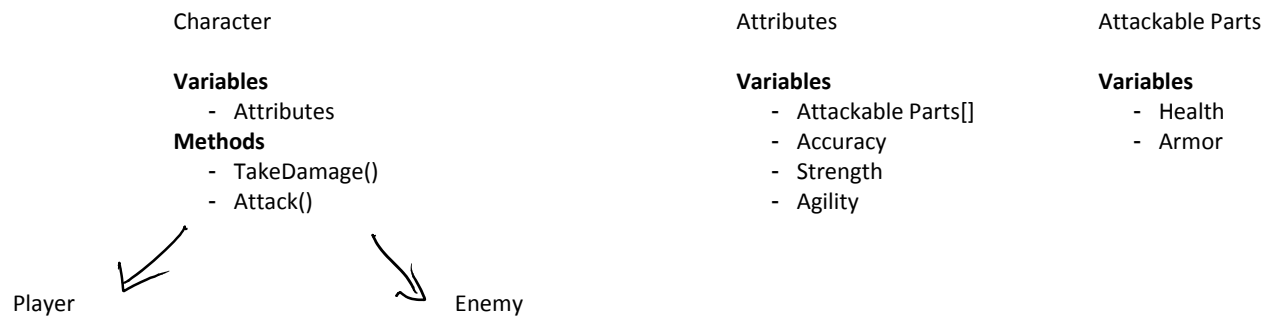 Character
Variables
- Attributes
Methods
- TakeDamage()
- Attack()
Player
Enemy
Attributes
Variables
- Attackable Parts[]
- Accuracy
- Strength
- Agility
Attackable Parts
Variables
- Health
- Armor